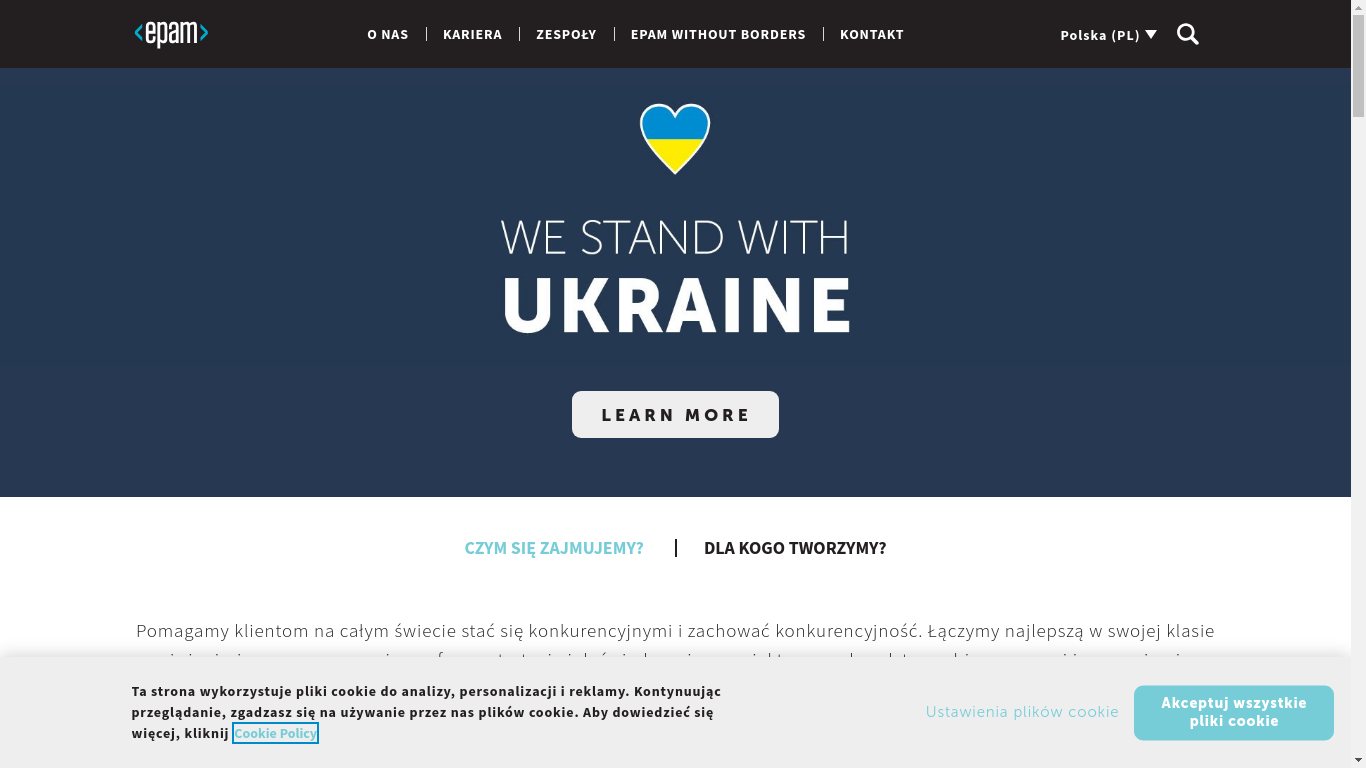 <epam>
O NAS
KARIERA
ZESPOŁY
EPAM WITHOUT BORDERS
KONTAKT
Polska (PL)
WE STAND WITH
UKRAINE
LEARN MORE
CZYM SIĘ ZAJMUJEMY?
DLA KOGO TWORZYMY?
Pomagamy klientom na całym świecie stać się konkurencyjnymi i zachować konkurencyjność. Łączymy najlepszą w swojej klasie
Ta strona wykorzystuje pliki cookie do analizy, personalizacji i reklamy. Kontynuując
przeglądanie, zgadzasz się na używanie przez nas plików cookie. Aby dowiedzieć się
więcej, kliknij Cookie Policy
Ustawienia plików cookie
Akceptuj wszystkie
pliki cookie